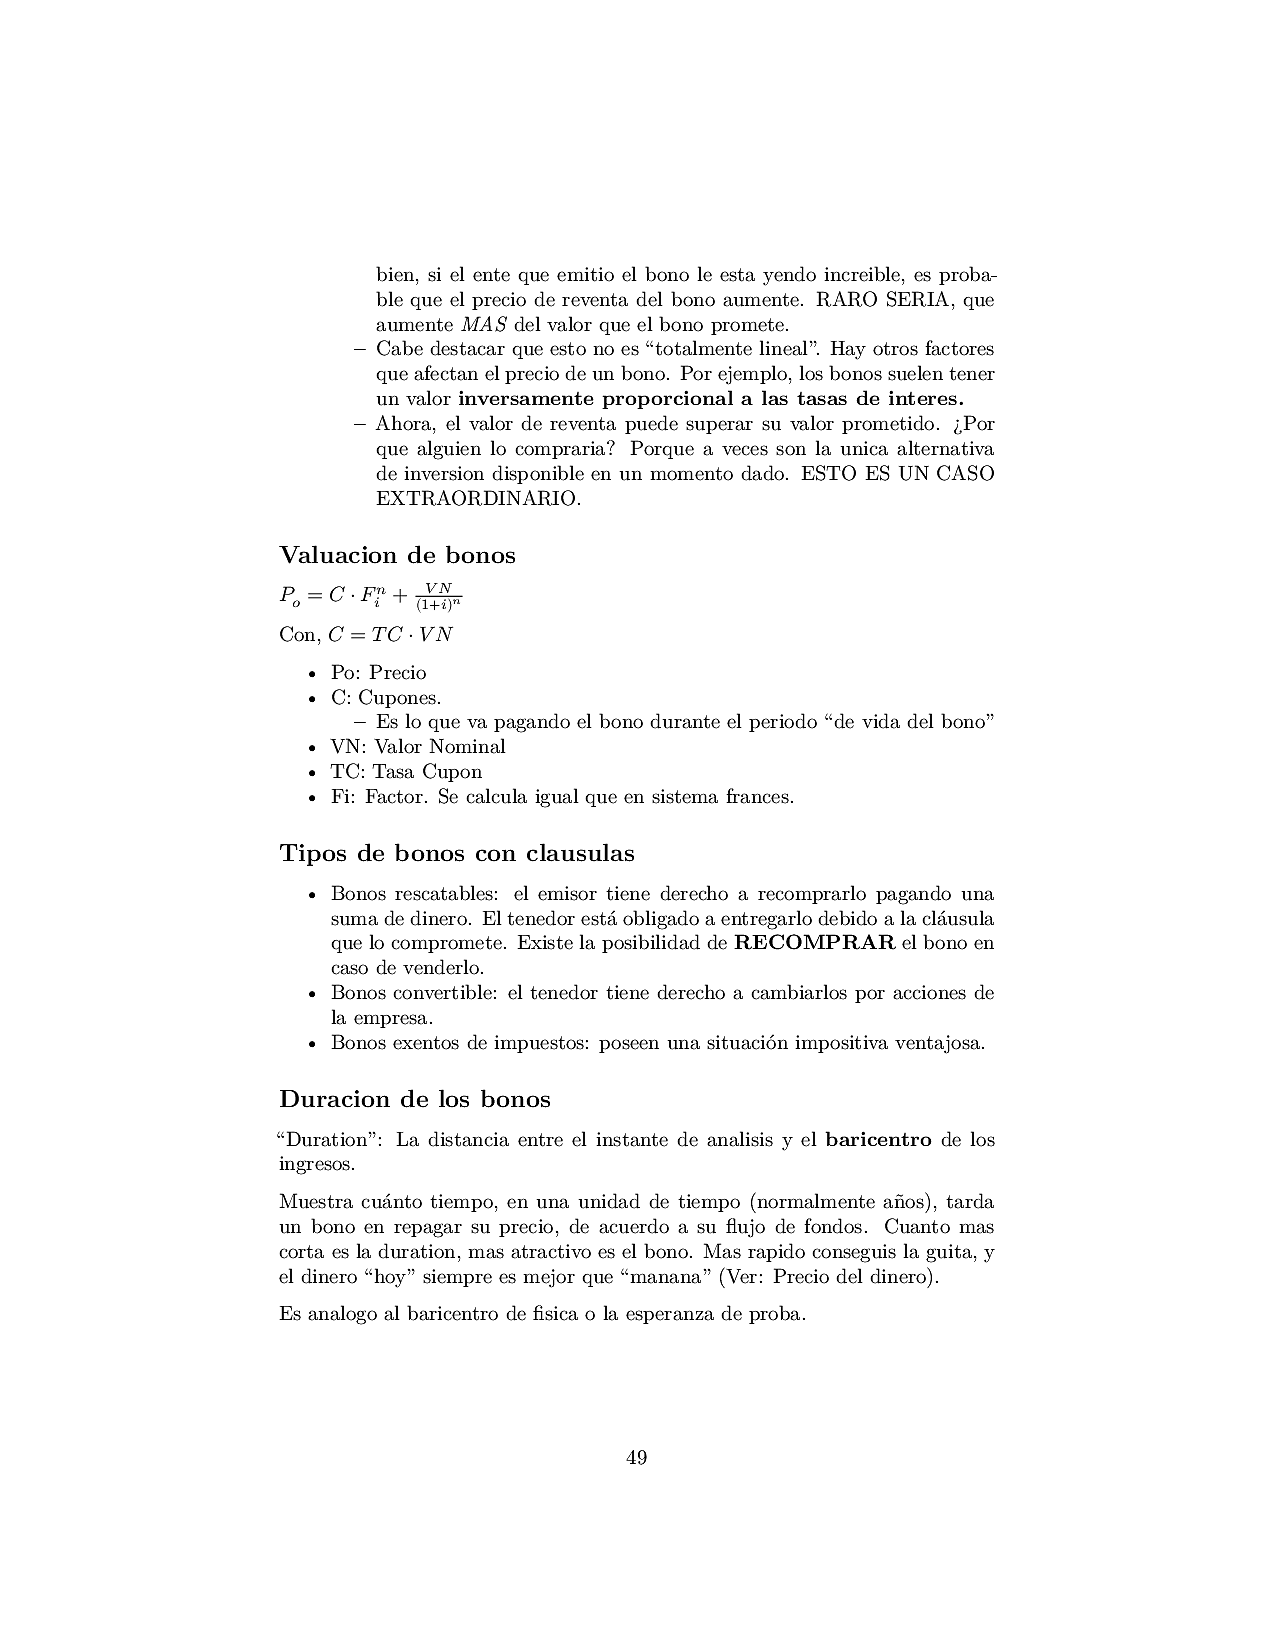 bien, si el ente que emitio el bono le esta yendo increible, es proba-
ble que el precio de reventa del bono aumente. RARO SERIA, que
aumente MAS del valor que el bono promete.
– Cabe destacar que esto no es “totalmente lineal”. Hay otros factores
que afectan el precio de un bono. Por ejemplo, los bonos suelen tener
un valor inversamente proporcional a las tasas de interes.
– Ahora, el valor de reventa puede superar su valor prometido. ¿Por
que alguien lo compraria? Porque a veces son la unica alternativa
de inversion disponible en un momento dado. ESTO ES UN CASO
EXTRAORDINARIO.
Valuacion de bonos
$P_o = C \cdot F_i^n + \frac{VN}{(1+i)^n}$
Con, $C = TC \cdot VN$
• Po: Precio
• C: Cupones.
– Es lo que va pagando el bono durante el periodo “de vida del bono”
• VN: Valor Nominal
• TC: Tasa Cupon
• Fi: Factor. Se calcula igual que en sistema frances.
Tipos de bonos con clausulas
• Bonos rescatables: el emisor tiene derecho a recomprarlo pagando una
suma de dinero. El tenedor está obligado a entregarlo debido a la cláusula
que lo compromete. Existe la posibilidad de RECOMPRAR el bono en
caso de venderlo.
• Bonos convertible: el tenedor tiene derecho a cambiarlos por acciones de
la empresa.
• Bonos exentos de impuestos: poseen una situación impositiva ventajosa.
Duracion de los bonos
“Duration”: La distancia entre el instante de analisis y el baricentro de los
ingresos.
Muestra cuánto tiempo, en una unidad de tiempo (normalmente años), tarda
un bono en repagar su precio, de acuerdo a su flujo de fondos. Cuanto mas
corta es la duration, mas atractivo es el bono. Mas rapido conseguis la guita, y
el dinero “hoy” siempre es mejor que “manana” (Ver: Precio del dinero).
Es analogo al baricentro de fisica o la esperanza de proba.
49